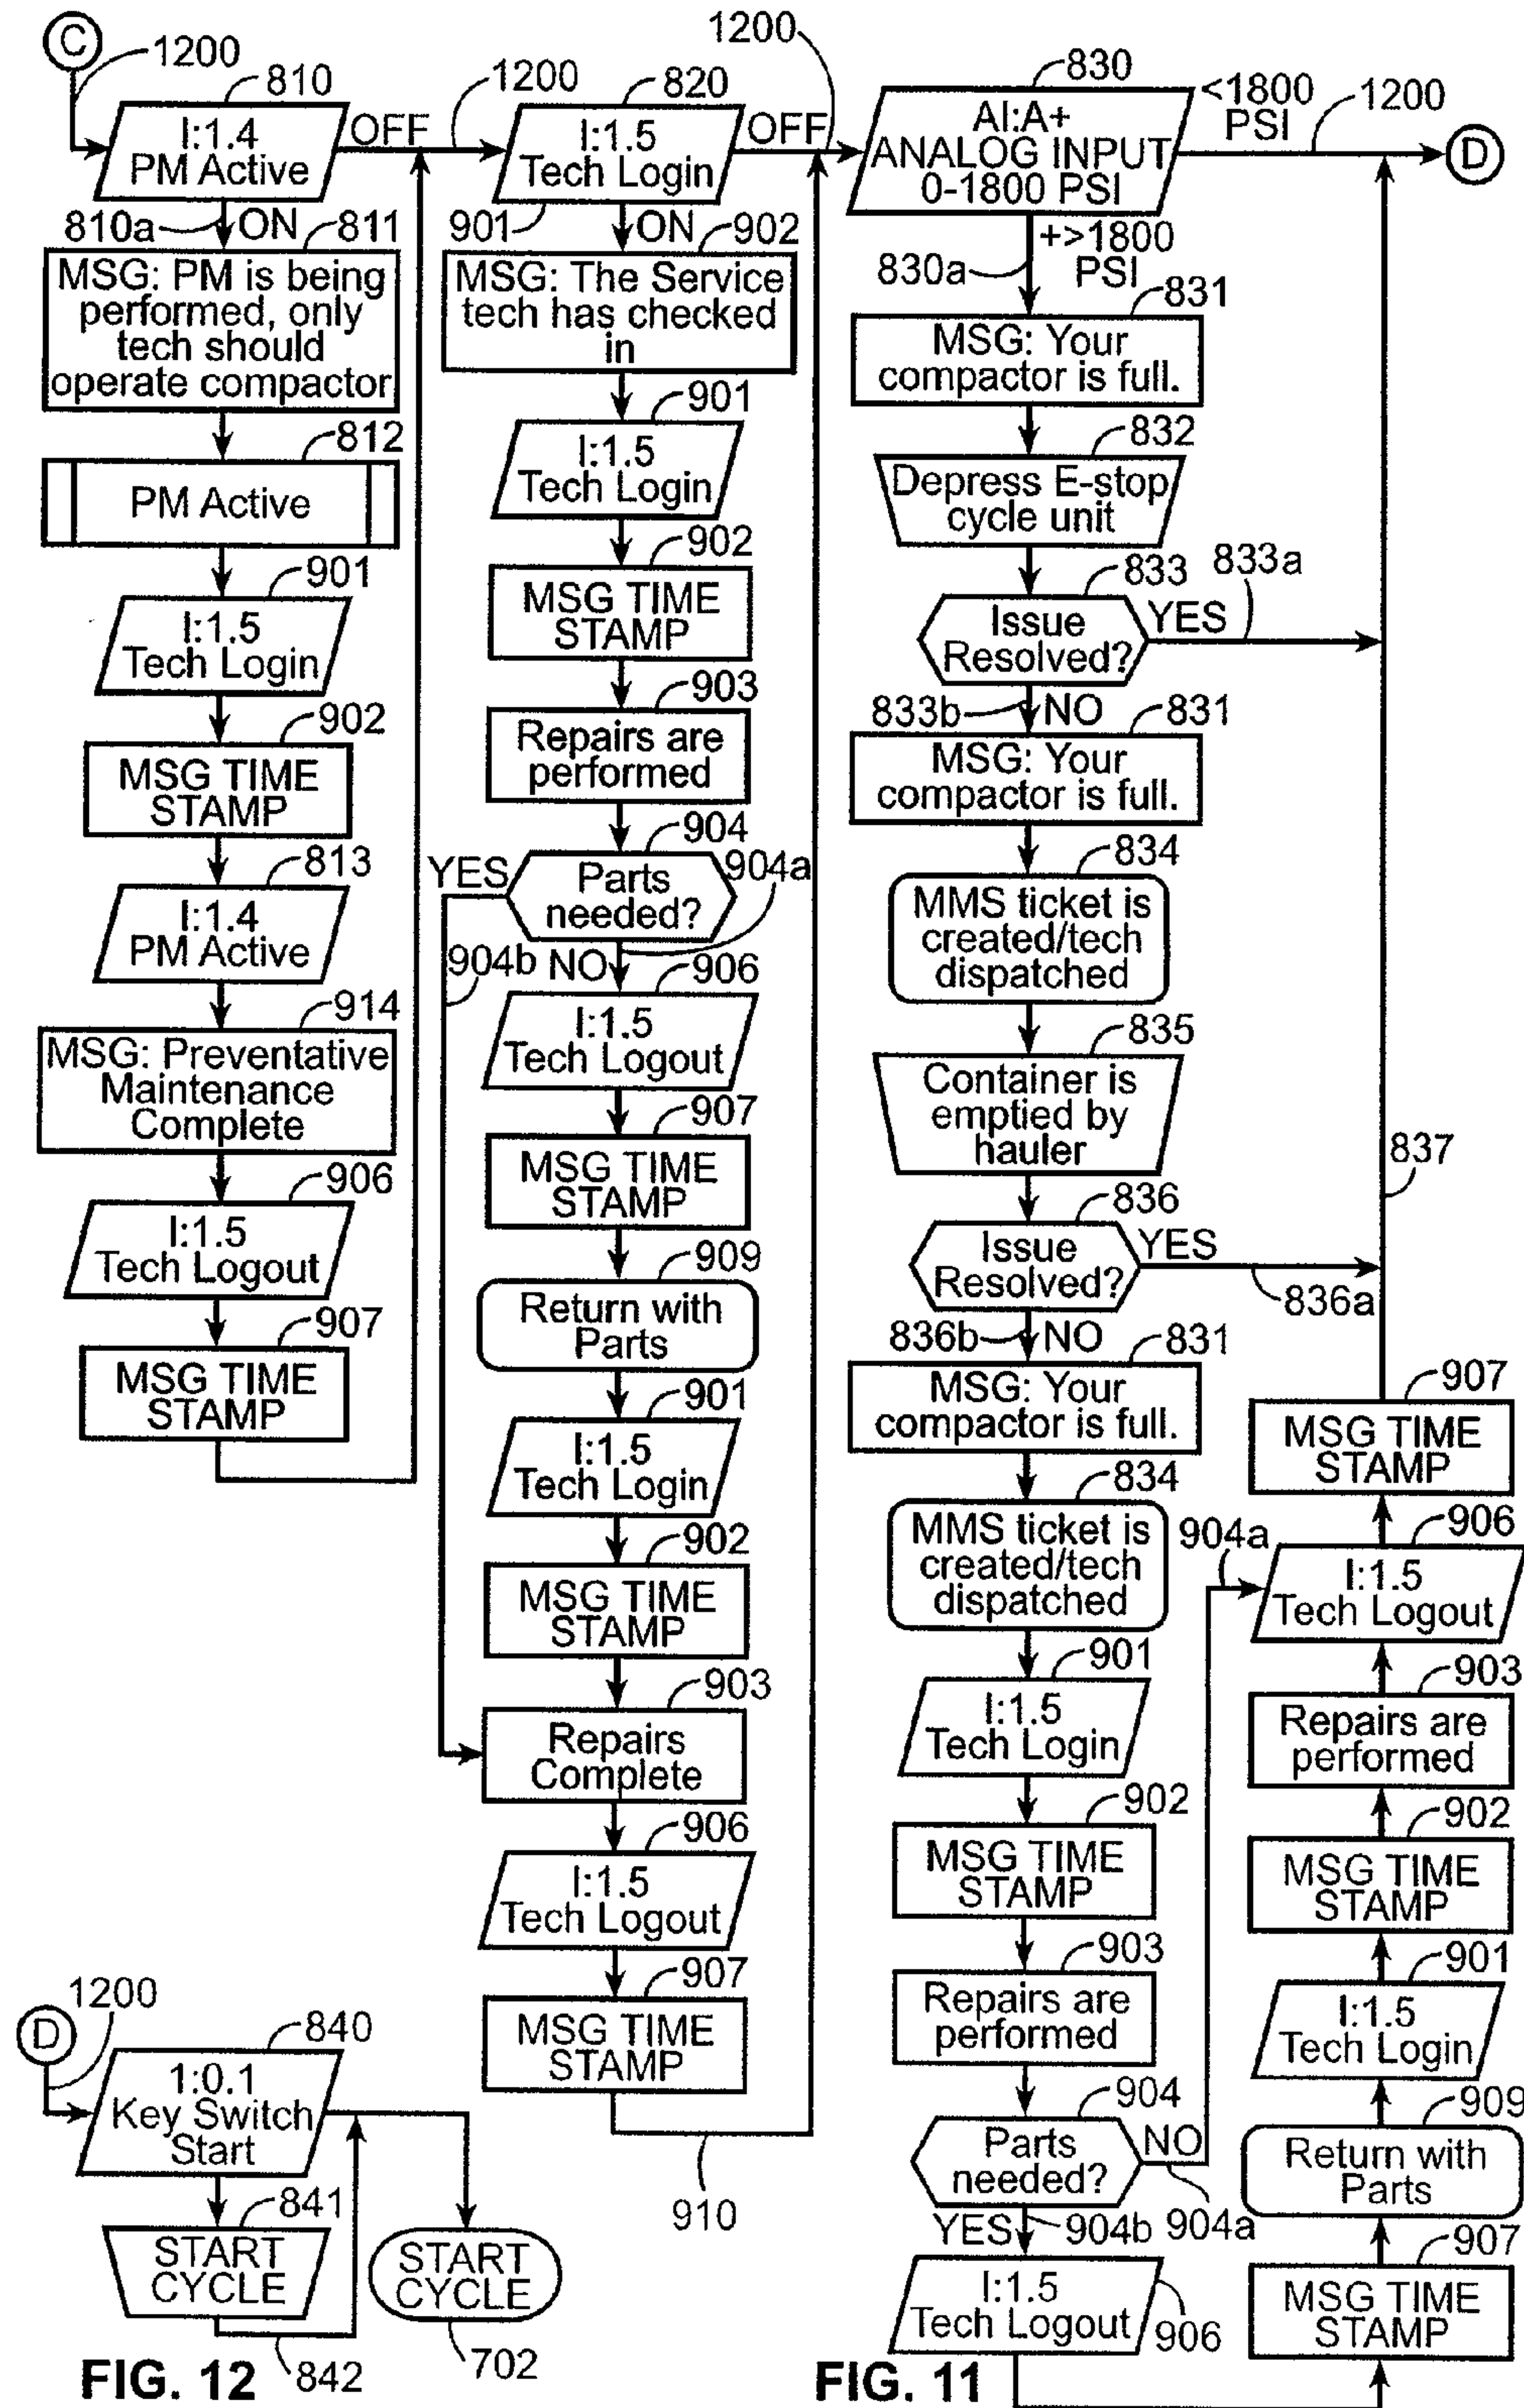 C
1200
810
I:1.4
PM Active
OFF
810a
ON
811
MSG: PM is being
performed, only
tech should
operate compactor
812
PM Active
901
I:1.5
Tech Login
902
MSG TIME
STAMP
813
I:1.4
PM Active
914
MSG: Preventative
Maintenance
Complete
906
I:1.5
Tech Logout
907
MSG TIME
STAMP
1200
820
I:1.5
Tech Login
OFF
901
ON
902
MSG: The Service
tech has checked
in
901
I:1.5
Tech Login
902
MSG TIME
STAMP
903
Repairs are
performed
904
YES
Parts
needed?
904a
904b
NO
906
I:1.5
Tech Logout
907
MSG TIME
STAMP
909
Return with
Parts
901
I:1.5
Tech Login
902
MSG TIME
STAMP
903
Repairs
Complete
906
I:1.5
Tech Logout
907
MSG TIME
STAMP
910
1200
830
AI:A+
ANALOG INPUT
0-1800 PSI
<1800
PSI
1200
D
+>1800
PSI
830a
831
MSG: Your
compactor is full.
832
Depress E-stop
cycle unit
833
833a
Issue
Resolved?
YES
833b
NO
831
MSG: Your
compactor is full.
834
MMS ticket is
created/tech
dispatched
835
Container is
emptied by
hauler
837
836
Issue
Resolved?
YES
836a
836b
NO
831
MSG: Your
compactor is full.
834
MMS ticket is
created/tech
dispatched
904a
901
I:1.5
Tech Login
902
MSG TIME
STAMP
903
Repairs are
performed
904
Parts
needed?
NO
YES
904b
904a
I:1.5
Tech Logout
906
907
MSG TIME
STAMP
906
I:1.5
Tech Logout
903
Repairs are
performed
902
MSG TIME
STAMP
901
I:1.5
Tech Login
909
Return with
Parts
907
MSG TIME
STAMP
FIG. 11
D
1200
840
1:0.1
Key Switch
Start
841
START
CYCLE
START
CYCLE
842
702
FIG. 12